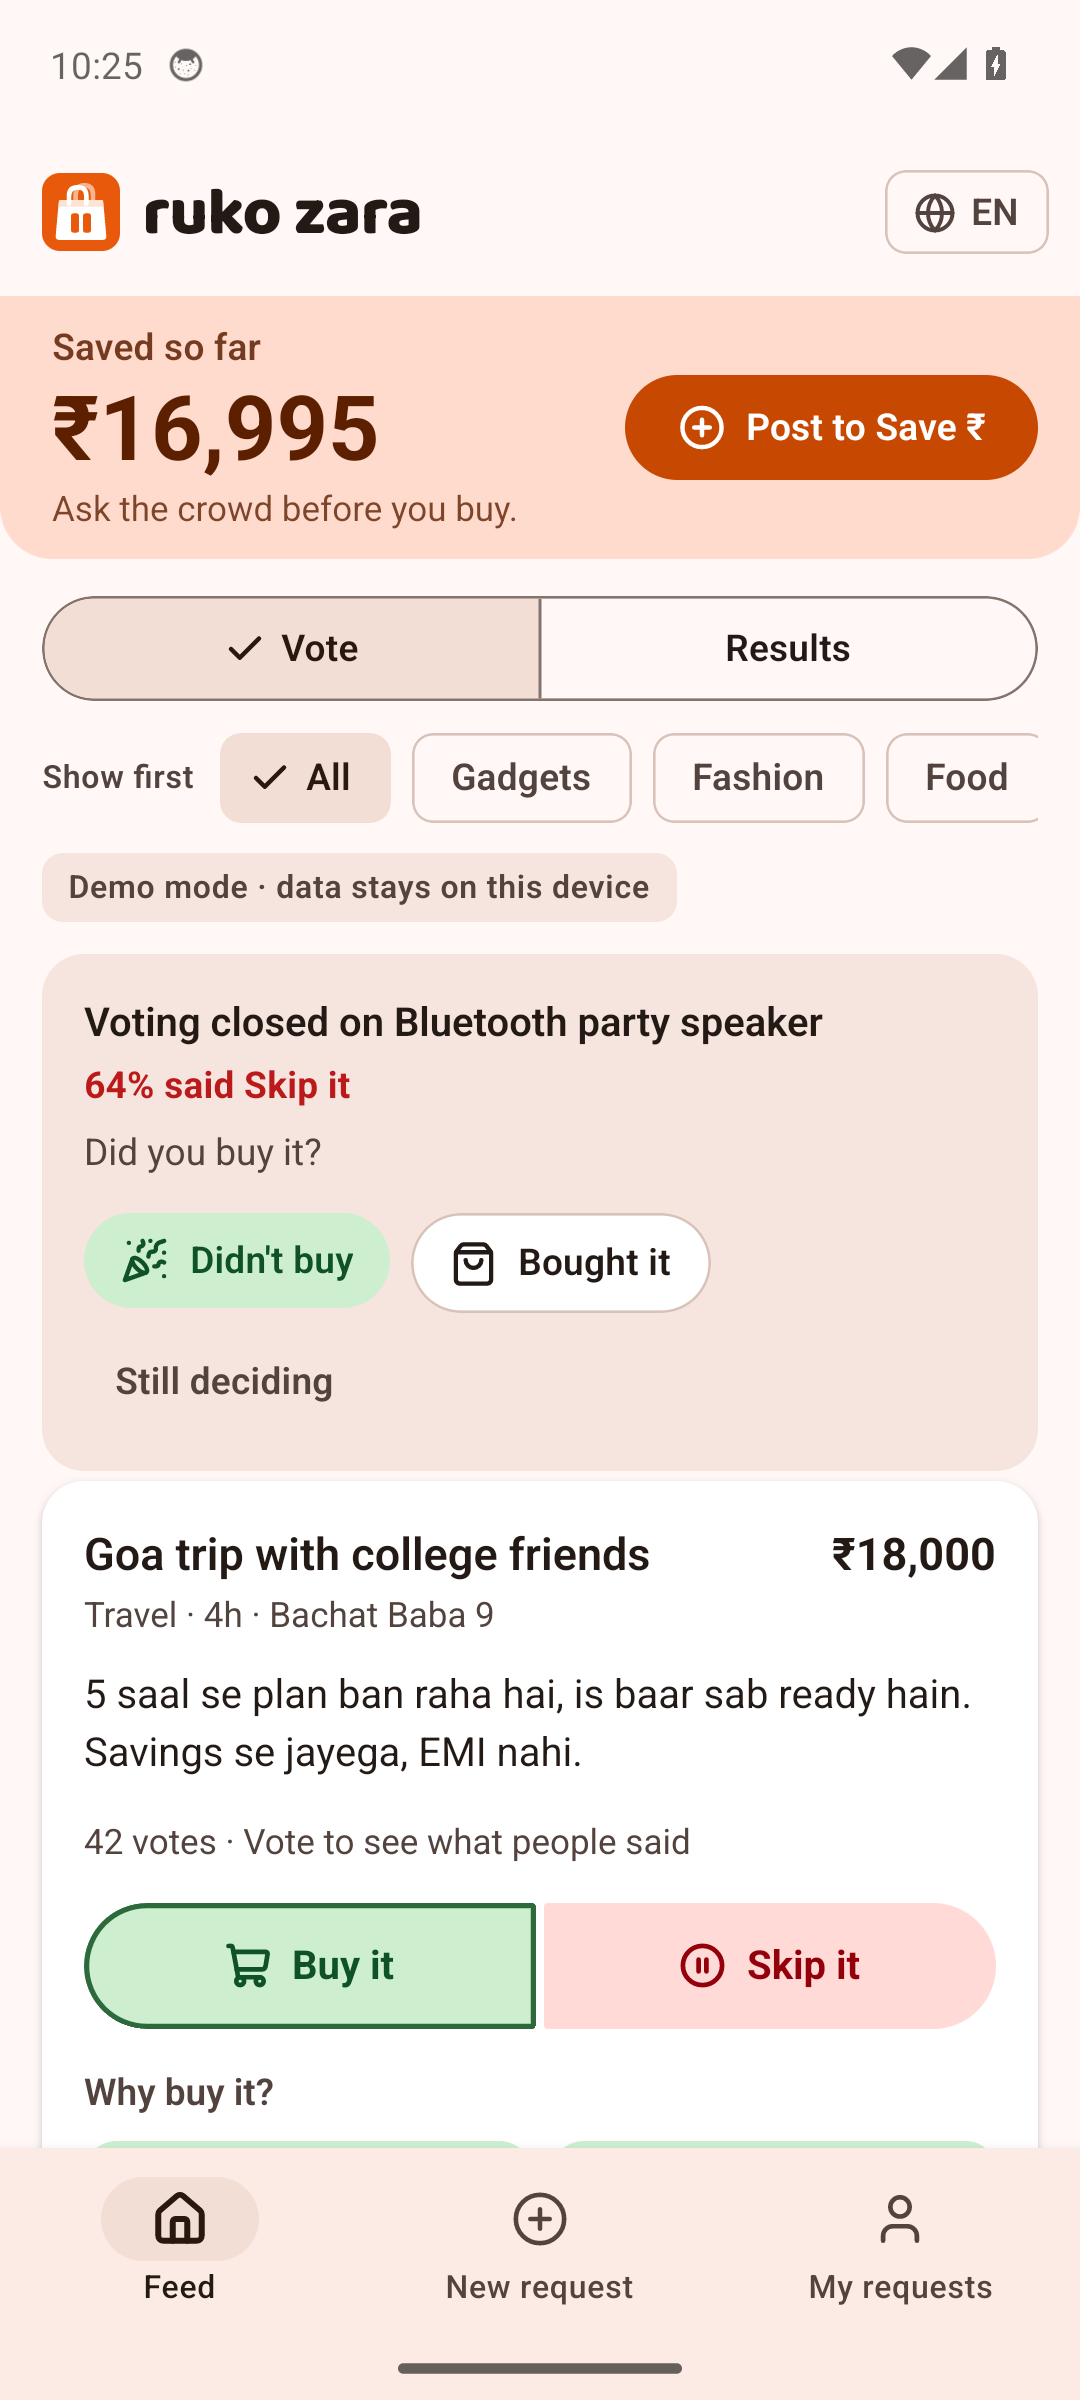 10:25
ruko zara
EN
Saved so far
₹16,995
Post to Save ₹
Ask the crowd before you buy.
Vote
Results
Show first
All
Gadgets
Fashion
Food
Demo mode · data stays on this device
Voting closed on Bluetooth party speaker
64% said Skip it
Did you buy it?
Didn't buy
Bought it
Still deciding
Goa trip with college friends
₹18,000
Travel · 4h · Bachat Baba 9
5 saal se plan ban raha hai, is baar sab ready hain.
Savings se jayega, EMI nahi.
42 votes · Vote to see what people said
Buy it
Skip it
Why buy it?
Feed
New request
My requests